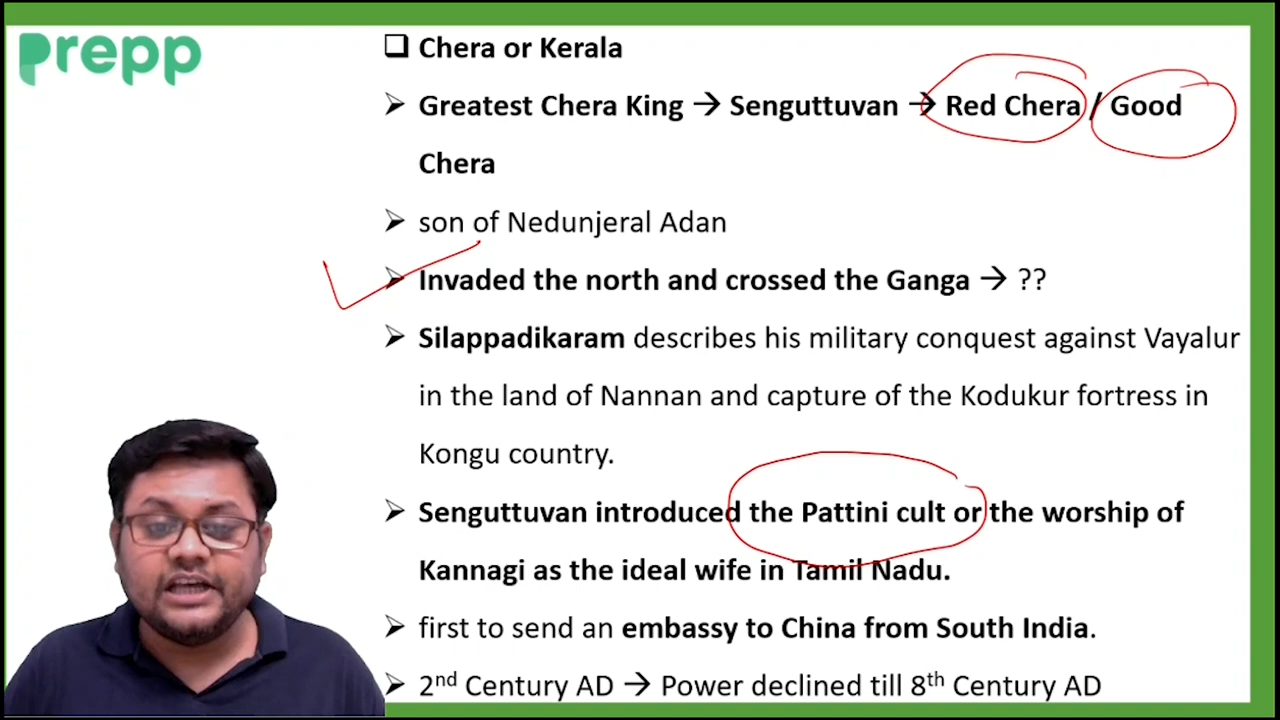 prepp
❑ Chera or Kerala
➢ Greatest Chera King → Senguttuvan → Red Chera / Good
Chera
➢ son of Nedunjeral Adan
➢ Invaded the north and crossed the Ganga → ??
➢ Silappadikaram describes his military conquest against Vayalur
in the land of Nannan and capture of the Kodukur fortress in
Kongu country.
➢ Senguttuvan introduced the Pattini cult or the worship of
Kannagi as the ideal wife in Tamil Nadu.
➢ first to send an embassy to China from South India.
➢ 2nd Century AD → Power declined till 8th Century AD